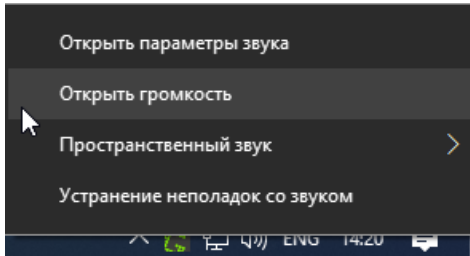 Открыть параметры звука
Открыть громкость
Пространственный звук
Устранение неполадок со звуком
ENG 14:20